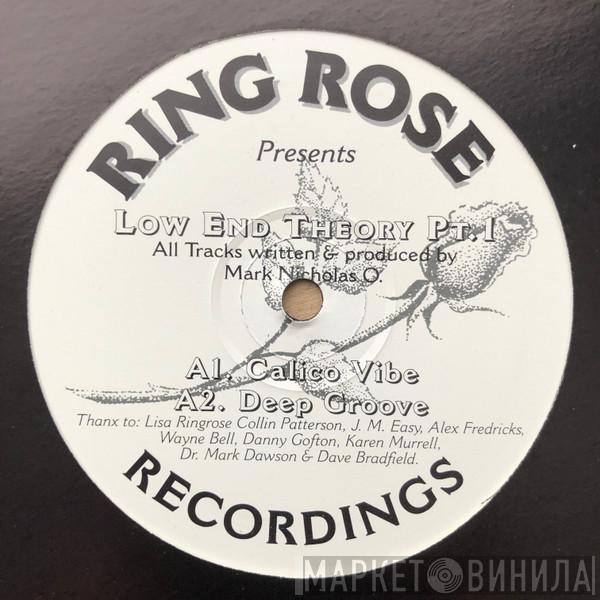 RING ROSE
Presents
LOW END THEORY PT.1
All Tracks written & produced by
Mark Nicholas O.
A1. Calico Vibe
A2. Deep Groove
Thanx to: Lisa Ringrose Collin Patterson, J. M. Easy, Alex Fredricks,
Wayne Bell, Danny Gofton, Karen Murrell,
Dr. Mark Dawson & Dave Bradfield.
RECORDINGS
МАРКЕТ ВИНИЛА